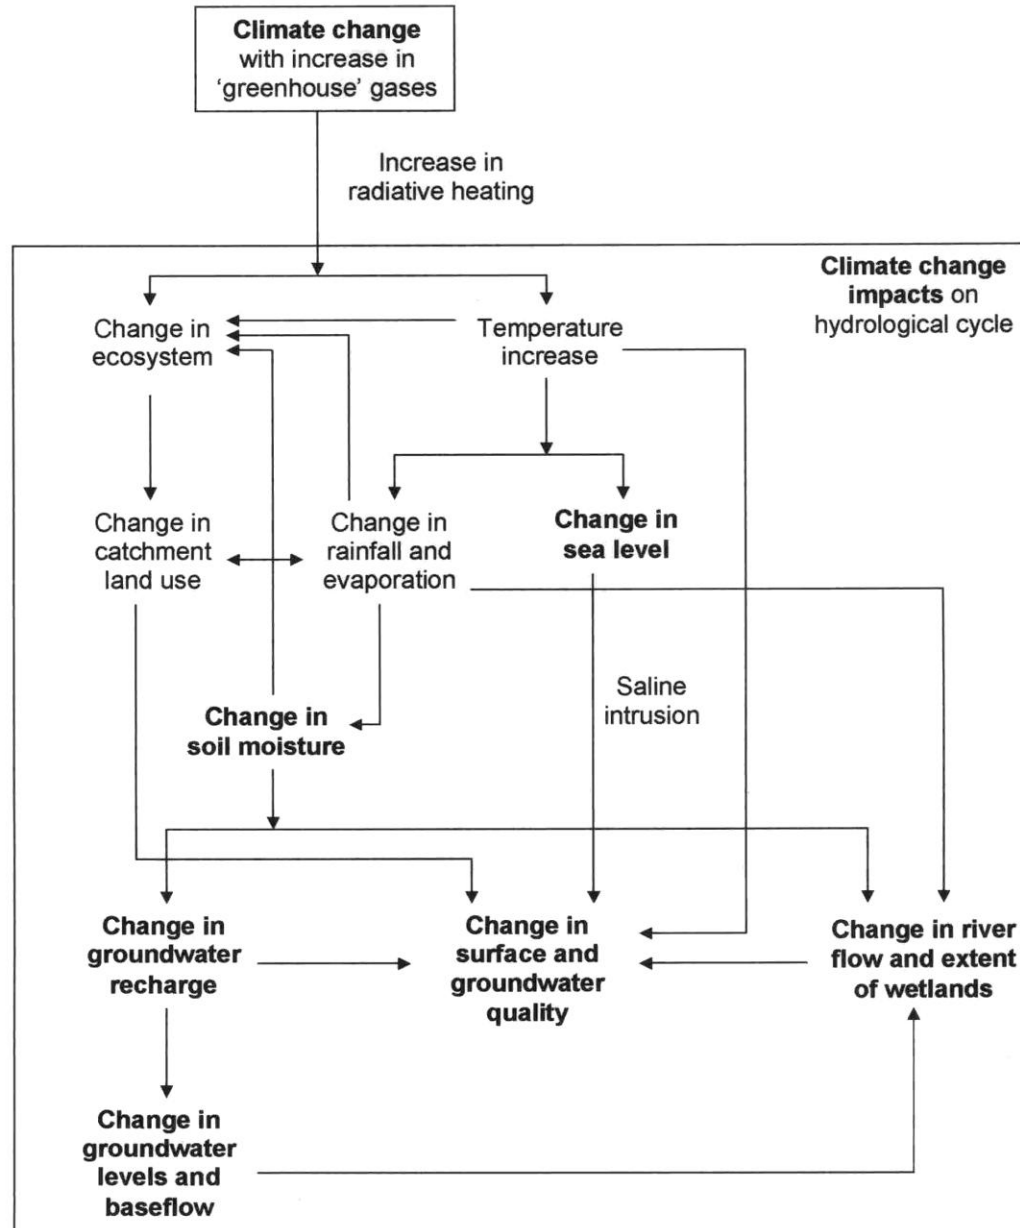 Climate change
with increase in
‘greenhouse’ gases
Increase in
radiative heating
Climate change
impacts on
hydrological cycle
Change in
ecosystem
Temperature
increase
Change in
catchment
land use
Change in
rainfall and
evaporation
Change in
sea level
Saline
intrusion
Change in
soil moisture
Change in
groundwater
recharge
Change in
surface and
groundwater
quality
Change in river
flow and extent
of wetlands
Change in
groundwater
levels and
baseflow